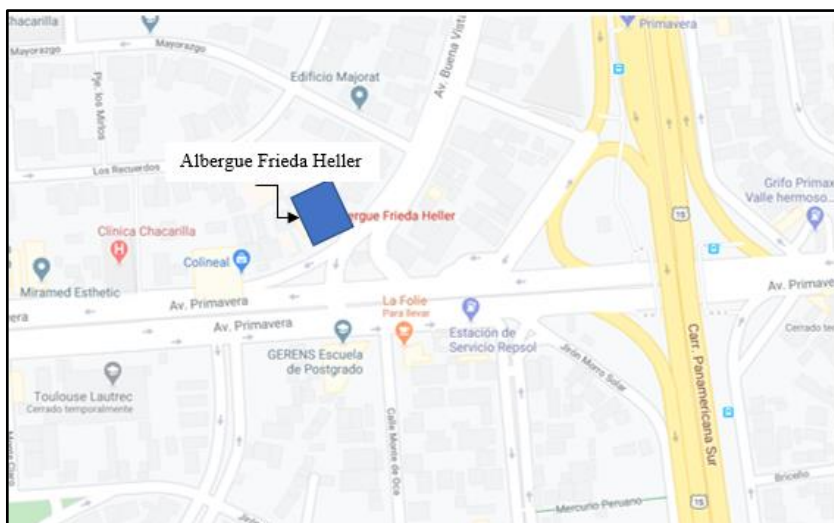 Chacarilla
Mayorazgo
Mayorazgo
Pje. los Mirlos
Edificio Majorat
Av. Buena Vista
Primavera
Los Recuerdos
Albergue Frieda Heller
ergue Frieda Heller
Clínica Chacarilla
Colineal
Miramed Esthetic
Av. Primavera
Av. Primavera
era
La Folie
Para llevar
Estación de
Servicio Repsol
GERENS Escuela
de Postgrado
Toulouse Lautrec
Cerrado temporalmente
Calle Monte de Oca
Jirón Morro Solar
15
Grifo Primax
Valle hermoso...
Av. Primave
Cerrado tem
Carr. Panamericana Sur
15
Briceño
Mercurio Peruano